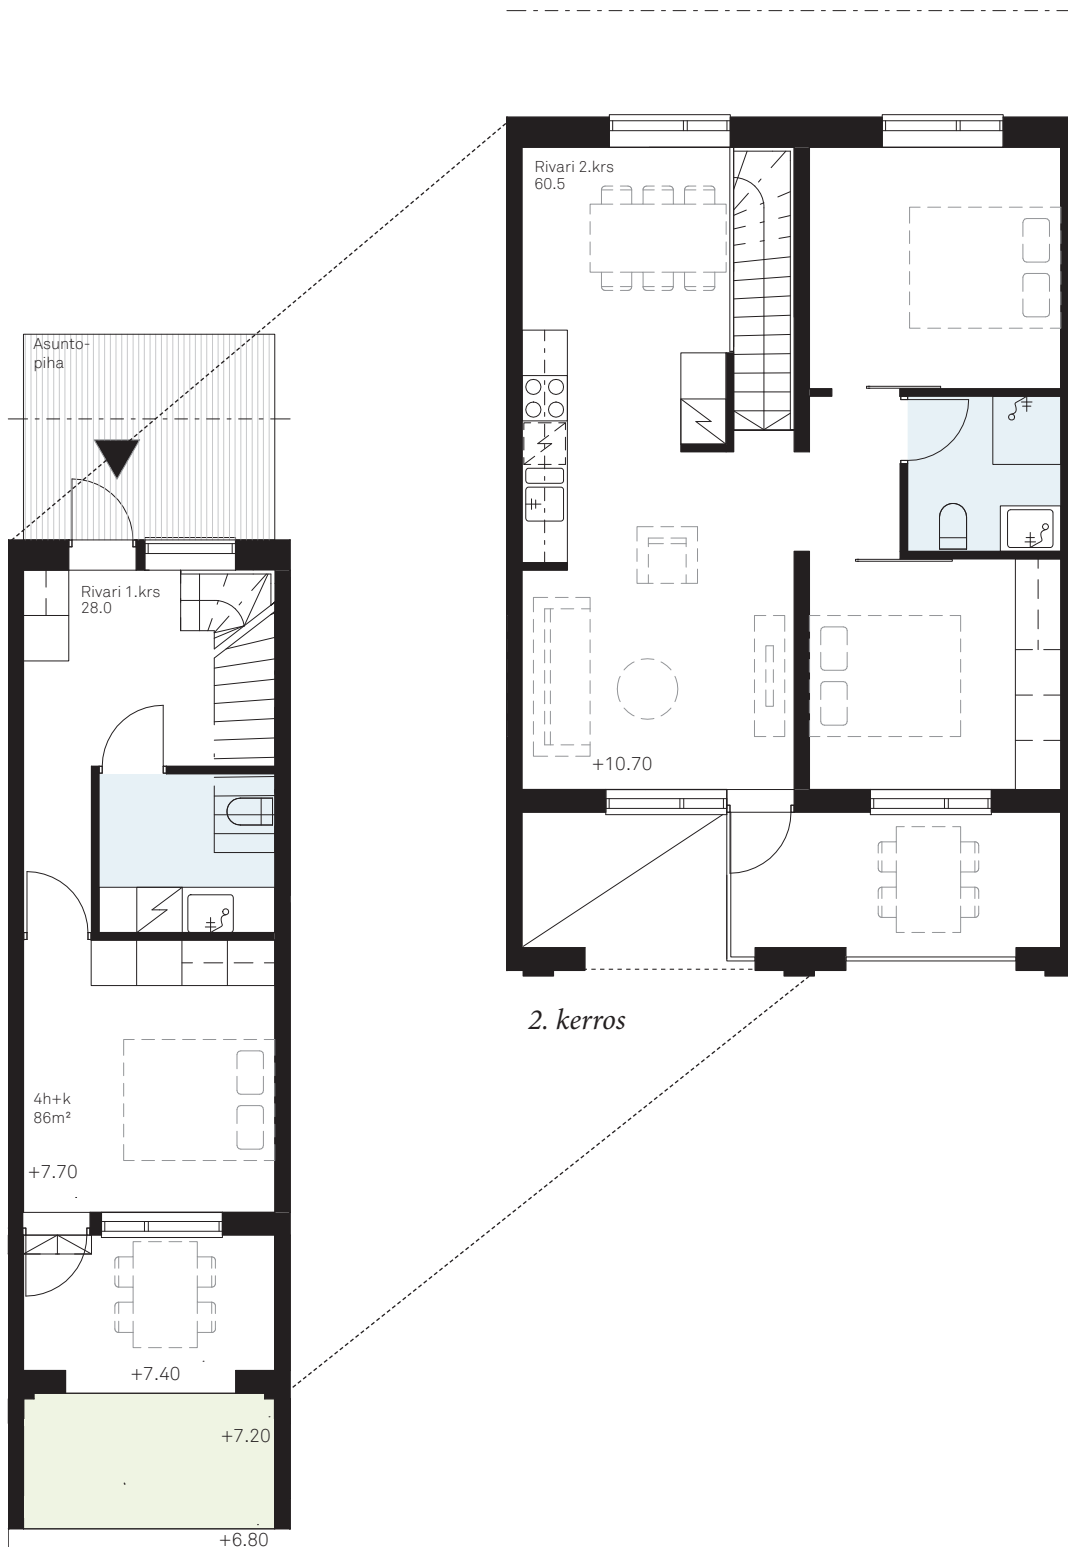 Rivari 2.krs
60.5
Asunto-
piha
Rivari 1.krs
28.0
+10.70
2. kerros
4h+k
86m²
+7.70
+7.40
+7.20
+6.80